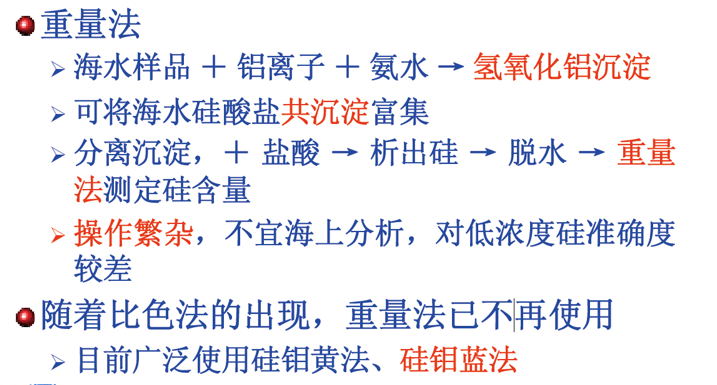 重量法
海水样品 + 铝离子 + 氨水 → 氢氧化铝沉淀
可将海水硅酸盐共沉淀富集
分离沉淀，+ 盐酸 → 析出硅 → 脱水 → 重量
法测定硅含量
操作繁杂，不宜海上分析，对低浓度硅准确度
较差
随着比色法的出现，重量法已不再使用
目前广泛使用硅钼黄法、硅钼蓝法